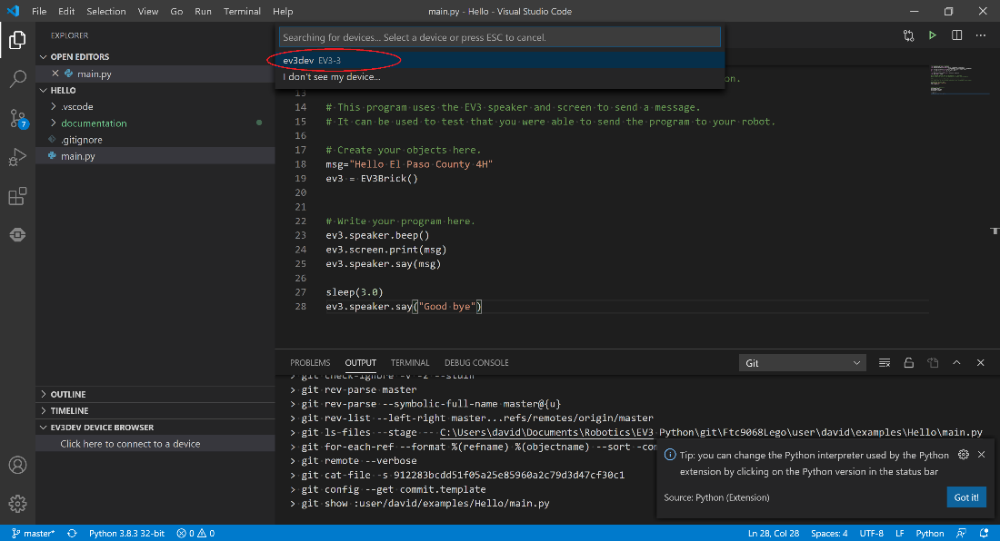 File Edit Selection View Go Run Terminal Help
main.py - Hello - Visual Studio Code
EXPLORER
OPEN EDITORS
main.py
HELLO
.vscode
documentation
.gitignore
main.py
OUTLINE
TIMELINE
EV3DEV DEVICE BROWSER
Click here to connect to a device
7
Searching for devices... Select a device or press ESC to cancel.
ev3dev EV3-3
I don't see my device...
13
14 # This program uses the EV3 speaker and screen to send a message.
15 # It can be used to test that you were able to send the program to your robot.
16
17 # Create your objects here.
18 msg="Hello El Paso County 4H"
19 ev3 = EV3Brick()
20
21
22 # Write your program here.
23 ev3.speaker.beep()
24 ev3.screen.print(msg)
25 ev3.speaker.say(msg)
26
27 sleep(3.0)
28 ev3.speaker.say("Good bye")
PROBLEMS OUTPUT TERMINAL DEBUG CONSOLE
Git
> git check-ignore -v -z --stdin
> git rev-parse master
> git rev-parse --symbolic-full-name master@{u}
> git rev-list --left-right master...refs/remotes/origin/master
> git ls-files --stage -- C:\Users\david\Documents\Robotics\EV3 Python\git\Ftc9068Lego\user\david\examples\Hello\main.py
> git for-each-ref --format %(refname) %(objectname) --sort -com
> git remote --verbose
> git cat-file -s 912283bcdd51f05a25e85960a2c79d3d47cf30c1
> git config --get commit.template
> git show :user/david/examples/Hello/main.py
Tip: you can change the Python interpreter used by the Python
extension by clicking on the Python version in the status bar
Source: Python (Extension)
Got it!
master* Python 3.8.3 32-bit 0 0
Ln 28, Col 28 Spaces: 4 UTF-8 LF Python